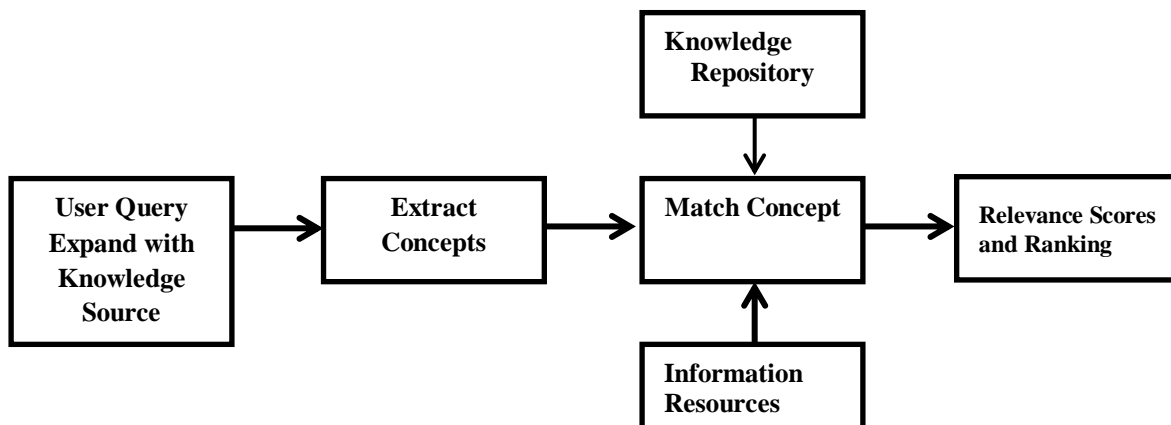 Knowledge
Repository
User Query
Expand with
Knowledge
Source
Extract
Concepts
Match Concept
Relevance Scores
and Ranking
Information
Resources